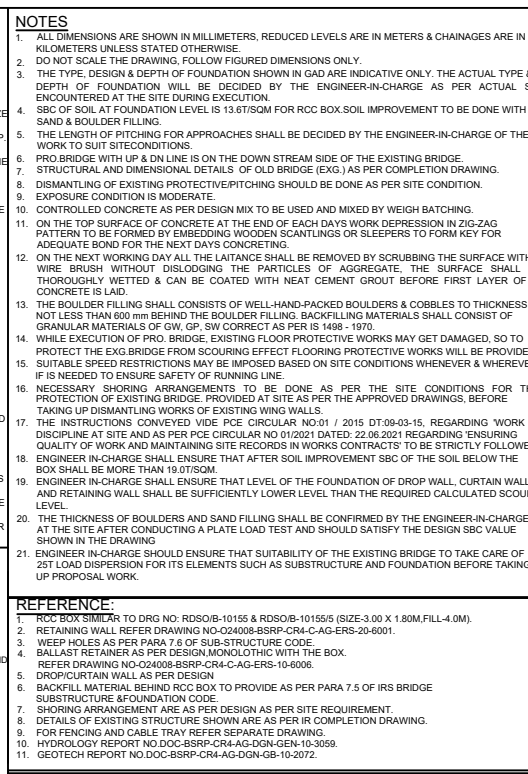 NOTES
1. ALL DIMENSIONS ARE SHOWN IN MILLIMETERS, REDUCED LEVELS ARE IN METERS & CHAINAGES ARE IN
KILOMETERS UNLESS STATED OTHERWISE.
2. DO NOT SCALE THE DRAWING, FOLLOW FIGURED DIMENSIONS ONLY.
3. THE TYPE, DESIGN & DEPTH OF FOUNDATION SHOWN IN GAD ARE INDICATIVE ONLY. THE ACTUAL TYPE &
DEPTH OF FOUNDATION WILL BE DECIDED BY THE ENGINEER-IN-CHARGE AS PER ACTUAL S
ENCOUNTERED AT THE SITE DURING EXECUTION.
4. SBC OF SOIL AT FOUNDATION LEVEL IS 13.6T/SQM FOR RCC BOX.SOIL IMPROVEMENT TO BE DONE WITH
SAND & BOULDER FILLING.
5. THE LENGTH OF PITCHING FOR APPROACHES SHALL BE DECIDED BY THE ENGINEER-IN-CHARGE OF THE
WORK TO SUIT SITECONDITIONS.
6. PRO.BRIDGE WITH UP & DN LINE IS ON THE DOWN STREAM SIDE OF THE EXISTING BRIDGE.
7. STRUCTURAL AND DIMENSIONAL DETAILS OF OLD BRIDGE (EXG.) AS PER COMPLETION DRAWING.
8. DISMANTLING OF EXISTING PROTECTIVE/PITCHING SHOULD BE DONE AS PER SITE CONDITION.
9. EXPOSURE CONDITION IS MODERATE.
10. CONTROLLED CONCRETE AS PER DESIGN MIX TO BE USED AND MIXED BY WEIGH BATCHING.
11. ON THE TOP SURFACE OF CONCRETE AT THE END OF EACH DAYS WORK DEPRESSION IN ZIG-ZAG
PATTERN TO BE FORMED BY EMBEDDING WOODEN SCANTLINGS OR SLEEPERS TO FORM KEY FOR
ADEQUATE BOND FOR THE NEXT DAYS CONCRETING.
12. ON THE NEXT WORKING DAY ALL THE LAITANCE SHALL BE REMOVED BY SCRUBBING THE SURFACE WITH
WIRE BRUSH WITHOUT DISLODGING THE PARTICLES OF AGGREGATE, THE SURFACE SHALL
THOROUGHLY WETTED & CAN BE COATED WITH NEAT CEMENT GROUT BEFORE FIRST LAYER OF
CONCRETE IS LAID.
13. THE BOULDER FILLING SHALL CONSISTS OF WELL-HAND-PACKED BOULDERS & COBBLES TO THICKNESS
NOT LESS THAN 600 mm BEHIND THE BOULDER FILLING. BACKFILLING MATERIALS SHALL CONSIST OF
GRANULAR MATERIALS OF GW, GP, SW CORRECT AS PER IS 1498 - 1970.
14. WHILE EXECUTION OF PRO. BRIDGE, EXISTING FLOOR PROTECTIVE WORKS MAY GET DAMAGED, SO TO
PROTECT THE EXG.BRIDGE FROM SCOURING EFFECT FLOORING PROTECTIVE WORKS WILL BE PROVIDE
15. SUITABLE SPEED RESTRICTIONS MAY BE IMPOSED BASED ON SITE CONDITIONS WHENEVER & WHEREVE
IF IS NEEDED TO ENSURE SAFETY OF RUNNING LINE.
16. NECESSARY SHORING ARRANGEMENTS TO BE DONE AS PER THE SITE CONDITIONS FOR TH
PROTECTION OF EXISTING BRIDGE. PROVIDED AT SITE AS PER THE APPROVED DRAWINGS, BEFORE
TAKING UP DISMANTLING WORKS OF EXISTING WING WALLS.
17. THE INSTRUCTIONS CONVEYED VIDE PCE CIRCULAR NO:01 / 2015 DT:09-03-15, REGARDING 'WORK
DISCIPLINE AT SITE AND AS PER PCE CIRCULAR NO 01/2021 DATED: 22.06.2021 REGARDING 'ENSURING
QUALITY OF WORK AND MAINTAINING SITE RECORDS IN WORKS CONTRACTS' TO BE STRICTLY FOLLOWE
18. ENGINEER IN-CHARGE SHALL ENSURE THAT AFTER SOIL IMPROVEMENT SBC OF THE SOIL BELOW THE
BOX SHALL BE MORE THAN 19.0T/SQM.
19. ENGINEER IN-CHARGE SHALL ENSURE THAT LEVEL OF THE FOUNDATION OF DROP WALL, CURTAIN WALL
AND RETAINING WALL SHALL BE SUFFICIENTLY LOWER LEVEL THAN THE REQUIRED CALCULATED SCOU
LEVEL.
20. THE THICKNESS OF BOULDERS AND SAND FILLING SHALL BE CONFIRMED BY THE ENGINEER-IN-CHARGE
AT THE SITE AFTER CONDUCTING A PLATE LOAD TEST AND SHOULD SATISFY THE DESIGN SBC VALUE
SHOWN IN THE DRAWING
21. ENGINEER IN-CHARGE SHOULD ENSURE THAT SUITABILITY OF THE EXISTING BRIDGE TO TAKE CARE OF
25T LOAD DISPERSION FOR ITS ELEMENTS SUCH AS SUBSTRUCTURE AND FOUNDATION BEFORE TAKING
UP PROPOSAL WORK.
REFERENCE:
1. RCC BOX SIMILAR TO DRG NO: RDSO/B-10155 & RDSO/B-10155/5 (SIZE-3.00 X 1.80M,FILL-4.0M).
2. RETAINING WALL REFER DRAWING NO-O24008-BSRP-CR4-C-AG-ERS-20-6001.
3. WEEP HOLES AS PER PARA 7.6 OF SUB-STRUCTURE CODE.
4. BALLAST RETAINER AS PER DESIGN,MONOLOTHIC WITH THE BOX.
REFER DRAWING NO-O24008-BSRP-CR4-C-AG-ERS-10-6006.
5. DROP/CURTAIN WALL AS PER DESIGN
6. BACKFILL MATERIAL BEHIND RCC BOX TO PROVIDE AS PER PARA 7.5 OF IRS BRIDGE
SUBSTRUCTURE &FOUNDATION CODE.
7. SHORING ARRANGEMENT ARE AS PER DESIGN AS PER SITE REQUIREMENT.
8. DETAILS OF EXISTING STRUCTURE SHOWN ARE AS PER IR COMPLETION DRAWING.
9. FOR FENCING AND CABLE TRAY REFER SEPARATE DRAWING.
10. HYDROLOGY REPORT NO.DOC-BSRP-CR4-AG-DGN-GEN-10-3059.
11. GEOTECH REPORT NO.DOC-BSRP-CR4-AG-DGN-GB-10-2072.